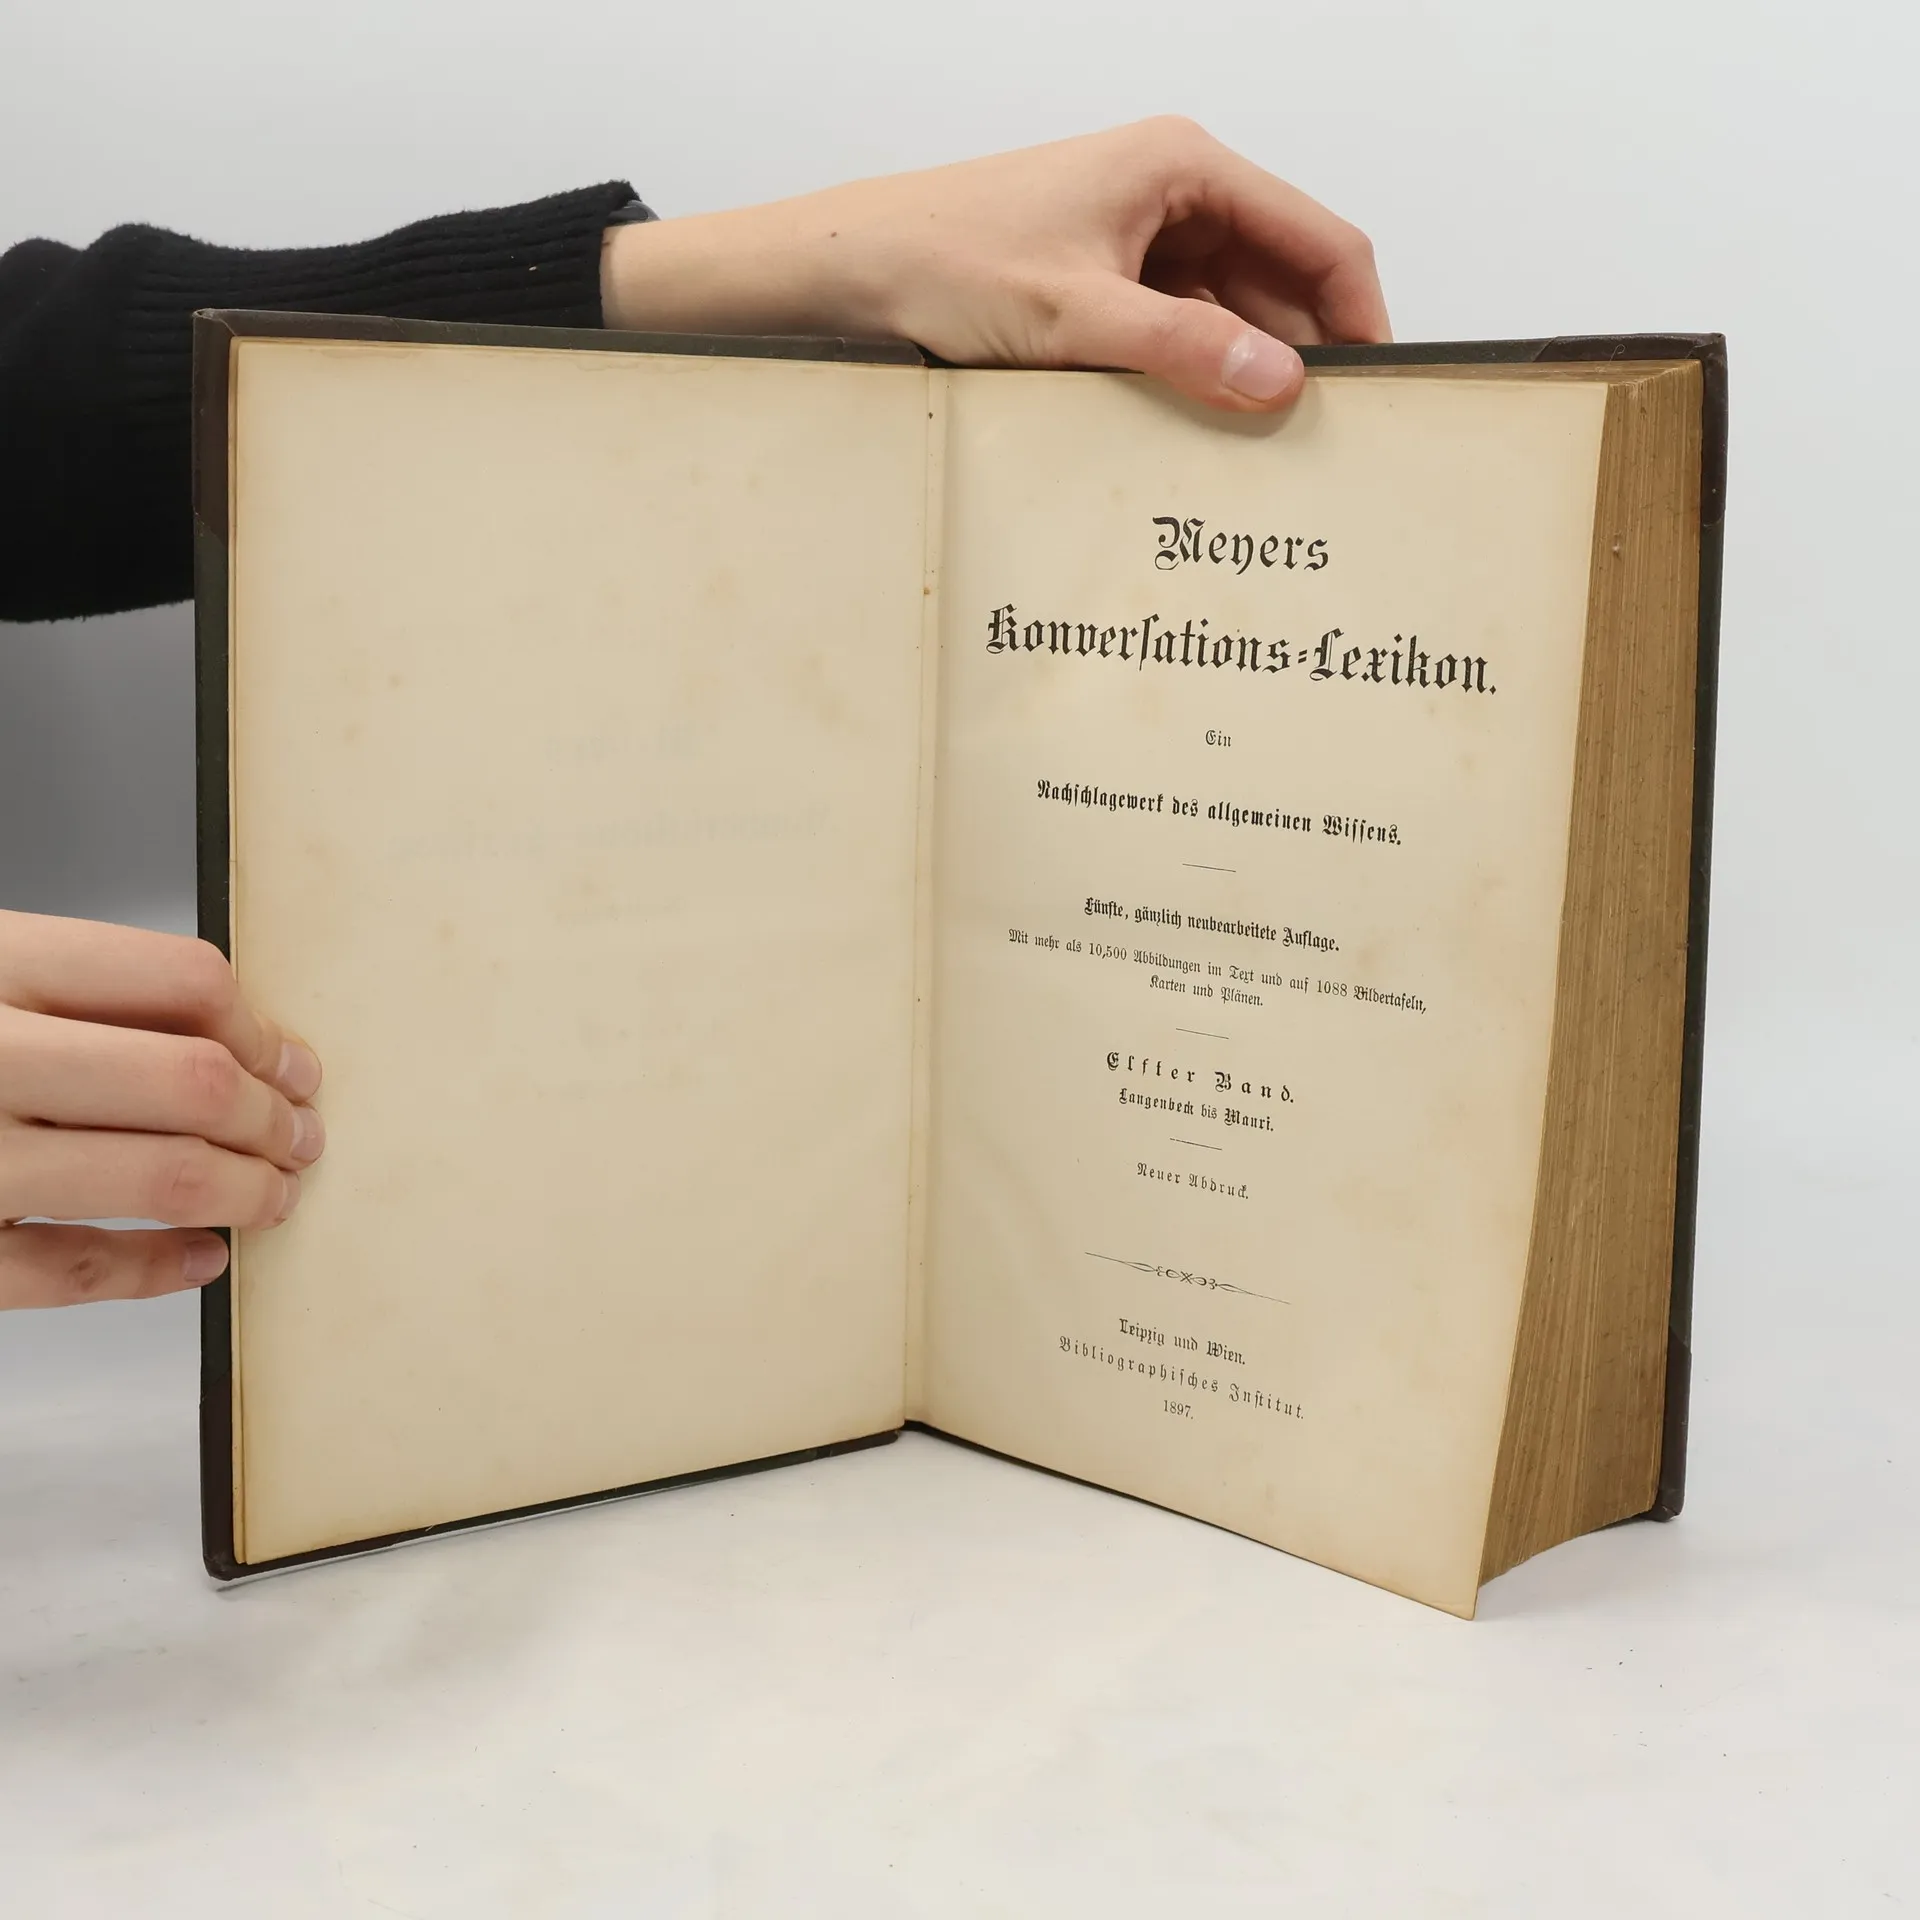 Meyers
Konverſations-Lexikon.
Ein
Nachſchlagewerk des allgemeinen Wiſſens.
Fünfte, gänzlich neubearbeitete Auflage.
Mit mehr als 10,500 Abbildungen im Text und auf 1088 Bildertafeln,
Karten und Plänen.
Elfter Band.
Langenbeck bis Mauri.
Neuer Abdruck.
Leipzig und Wien.
Bibliographiſches Inſtitut.
1897.